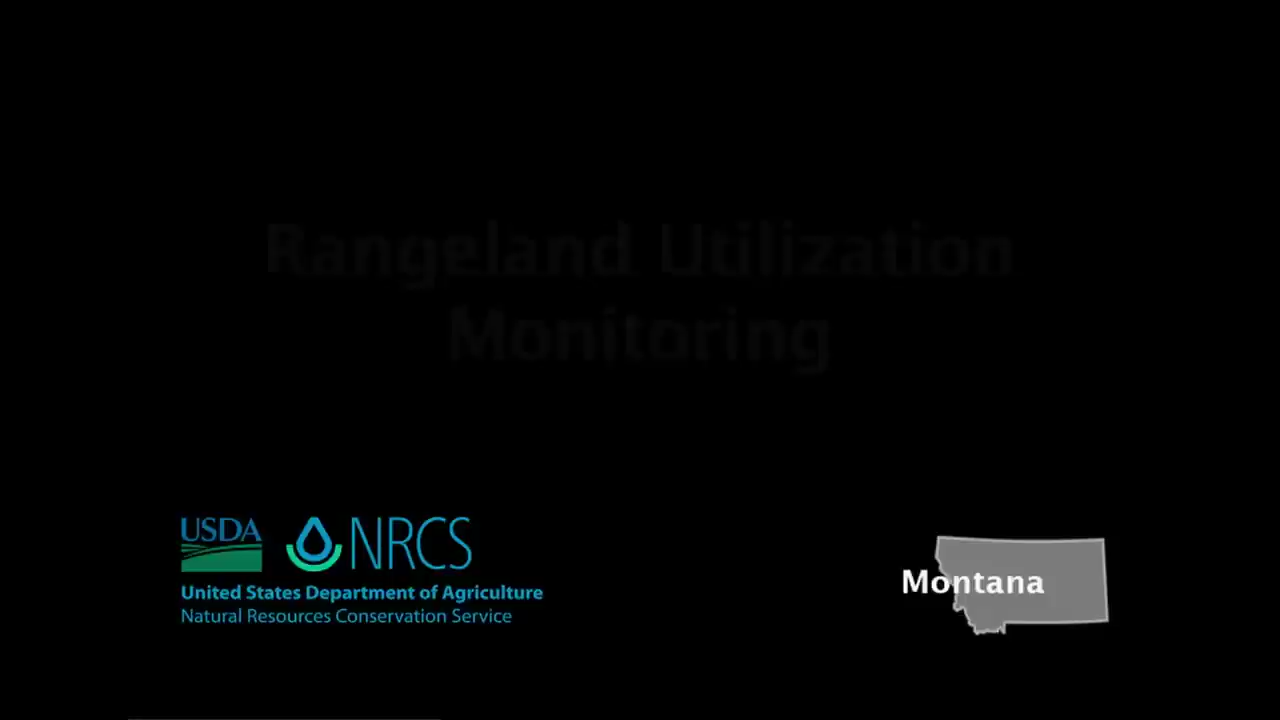 Rangeland Utilization
Monitoring
USDA NRCS
United States Department of Agriculture
Natural Resources Conservation Service
Montana